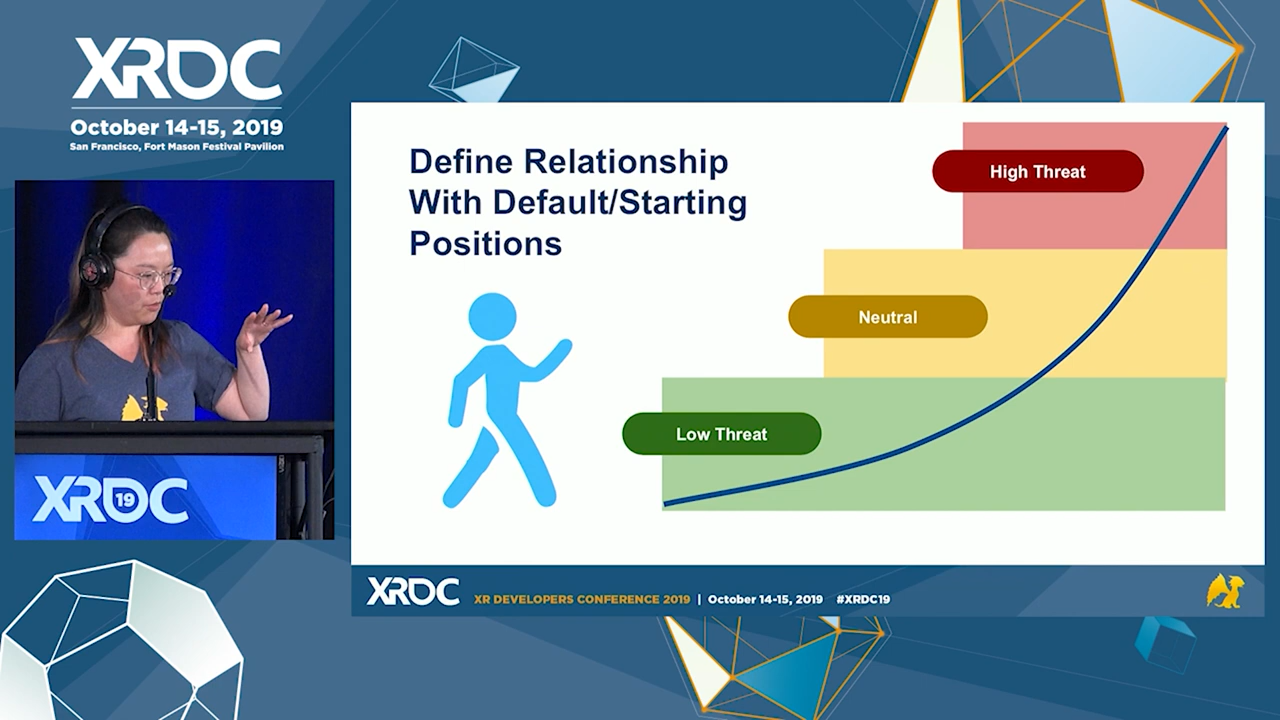 XRDC
October 14-15, 2019
San Francisco, Fort Mason Festival Pavilion
Define Relationship
With Default/Starting
Positions
High Threat
Neutral
Low Threat
XRDC
19
XRDC
XR DEVELOPERS CONFERENCE 2019 | October 14-15, 2019 #XRDC19